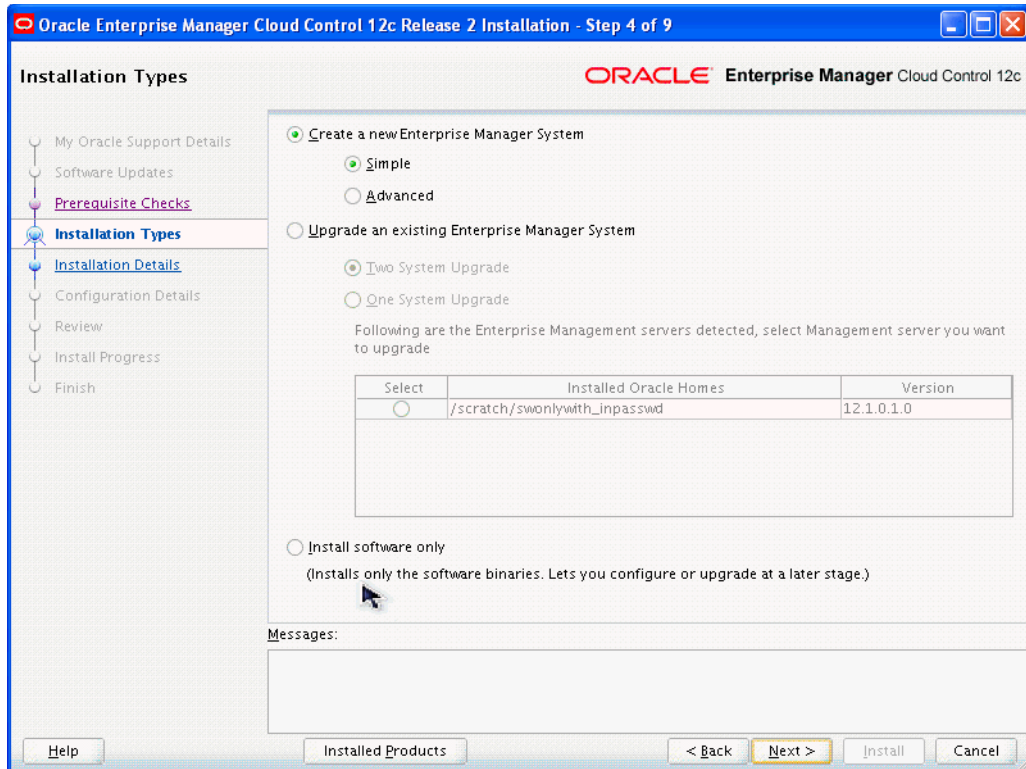 Oracle Enterprise Manager Cloud Control 12c Release 2 Installation - Step 4 of 9
Installation Types
ORACLE Enterprise Manager Cloud Control 12c
My Oracle Support Details
Software Updates
Prerequisite Checks
Installation Types
Installation Details
Configuration Details
Review
Install Progress
Finish
Create a new Enterprise Manager System
Simple
Advanced
Upgrade an existing Enterprise Manager System
Two System Upgrade
One System Upgrade
Following are the Enterprise Management servers detected, select Management server you want
to upgrade
Select Installed Oracle Homes Version
/scratch/swonlywith_inpasswd 12.1.0.1.0
Install software only
(Installs only the software binaries. Lets you configure or upgrade at a later stage.)
Messages:
Help Installed Products < Back Next > Install Cancel